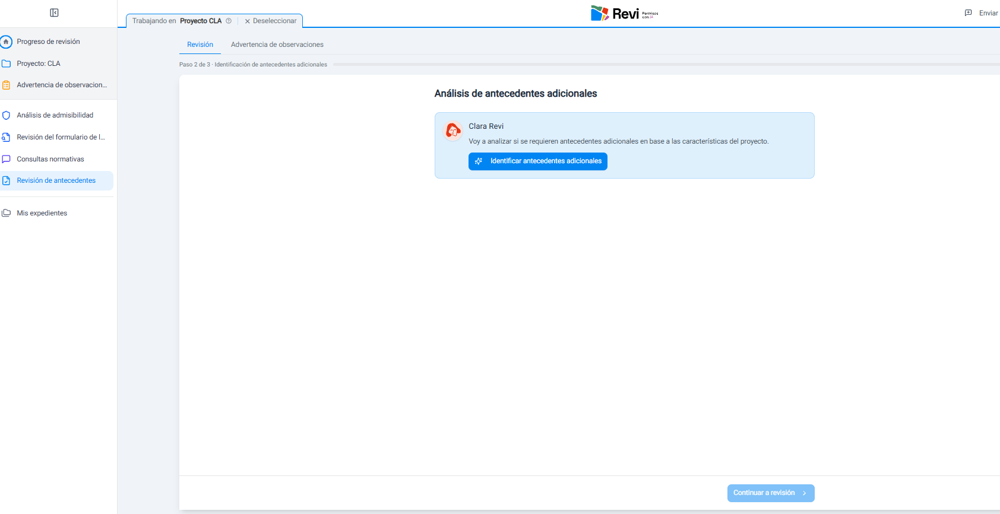 Trabajando en Proyecto CLA
Deseleccionar
Revi Permisos con IA
Enviar
Progreso de revisión
Proyecto: CLA
Advertencia de observacion...
Análisis de admisibilidad
Revisión del formulario de l...
Consultas normativas
Revisión de antecedentes
Mis expedientes
Revisión
Advertencia de observaciones
Paso 2 de 3 · Identificación de antecedentes adicionales
Análisis de antecedentes adicionales
Clara Revi
Voy a analizar si se requieren antecedentes adicionales en base a las características del proyecto.
Identificar antecedentes adicionales
Continuar a revisión